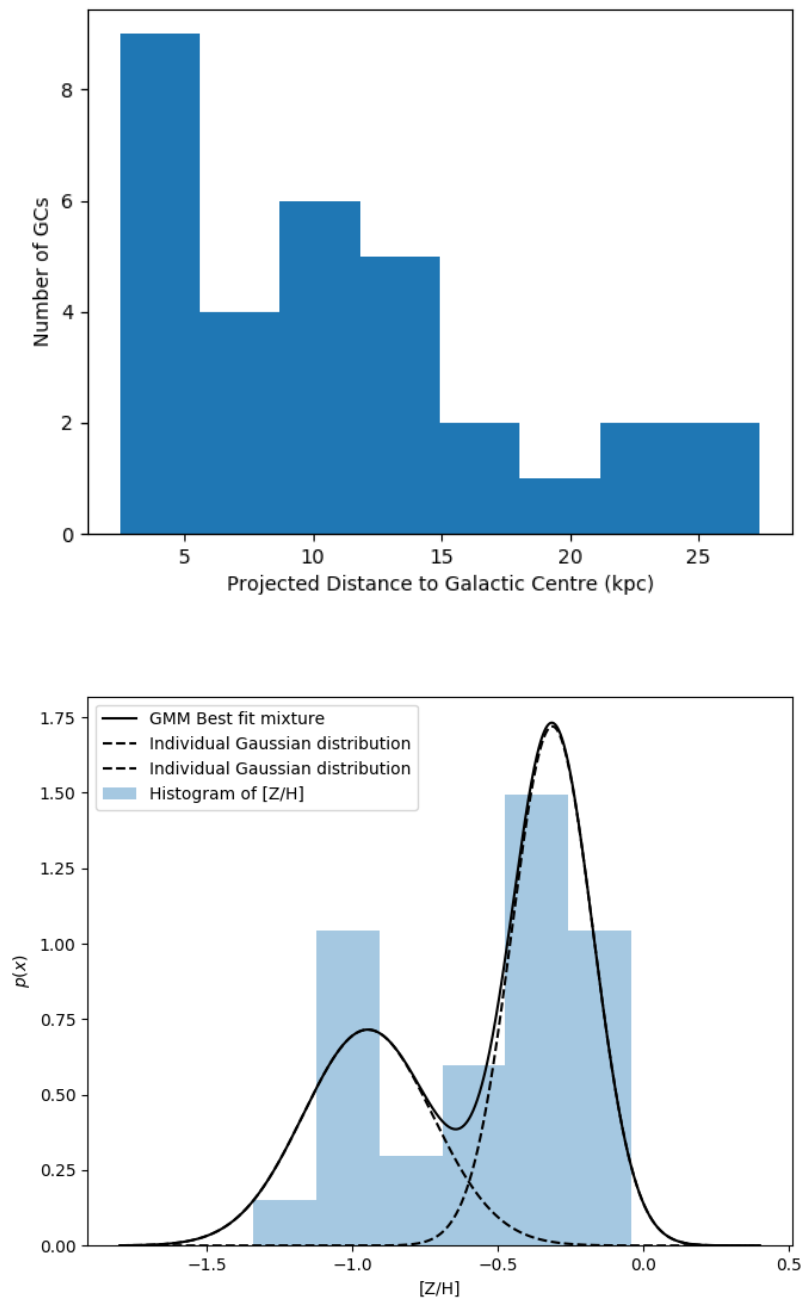 8
6
4
2
0
Number of GCs
5 10 15 20 25
Projected Distance to Galactic Centre (kpc)
GMM Best fit mixture
Individual Gaussian distribution
Individual Gaussian distribution
Histogram of [Z/H]
1.75
1.50
1.25
1.00
0.75
0.50
0.25
0.00
p(x)
−1.5 −1.0 −0.5 0.0 0.5
[Z/H]